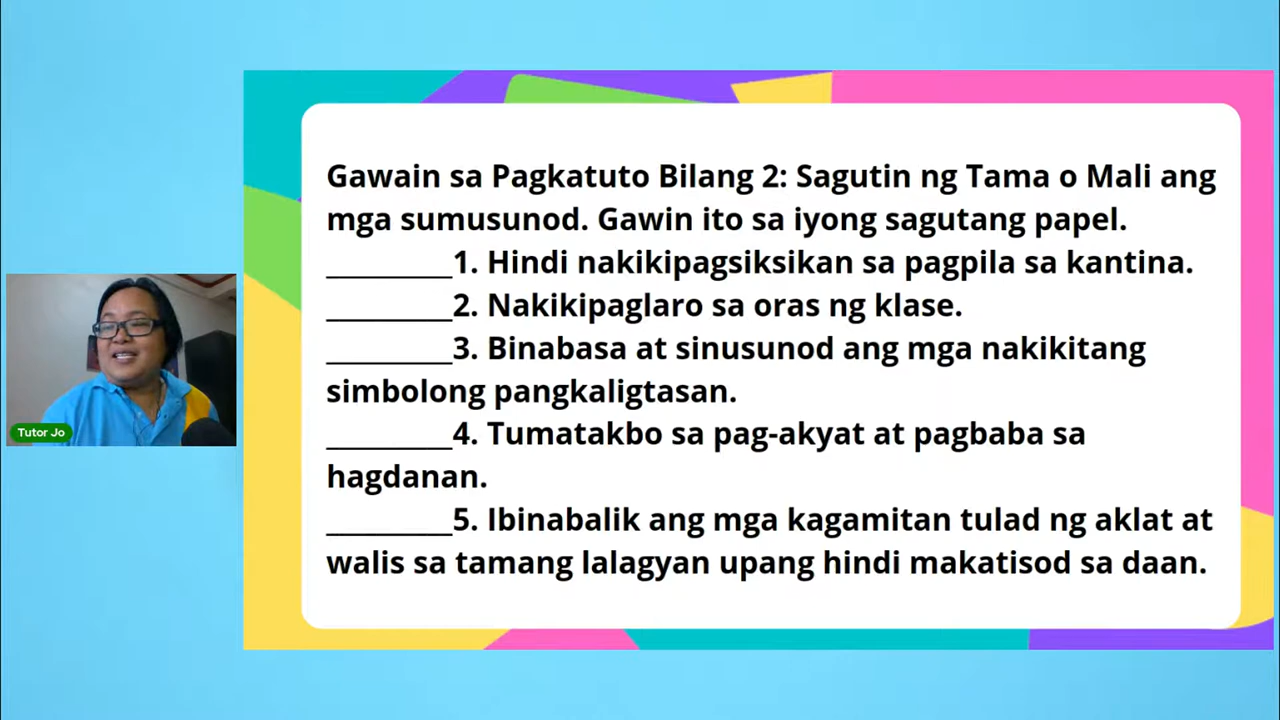 Gawain sa Pagkatuto Bilang 2: Sagutin ng Tama o Mali ang
mga sumusunod. Gawin ito sa iyong sagutang papel.
_________1. Hindi nakikipagsiksikan sa pagpila sa kantina.
_________2. Nakikipaglaro sa oras ng klase.
_________3. Binabasa at sinusunod ang mga nakikitang
simbolong pangkaligtasan.
_________4. Tumatakbo sa pag-akyat at pagbaba sa
hagdanan.
_________5. Ibinabalik ang mga kagamitan tulad ng aklat at
walis sa tamang lalagyan upang hindi makatisod sa daan.
Tutor Jo